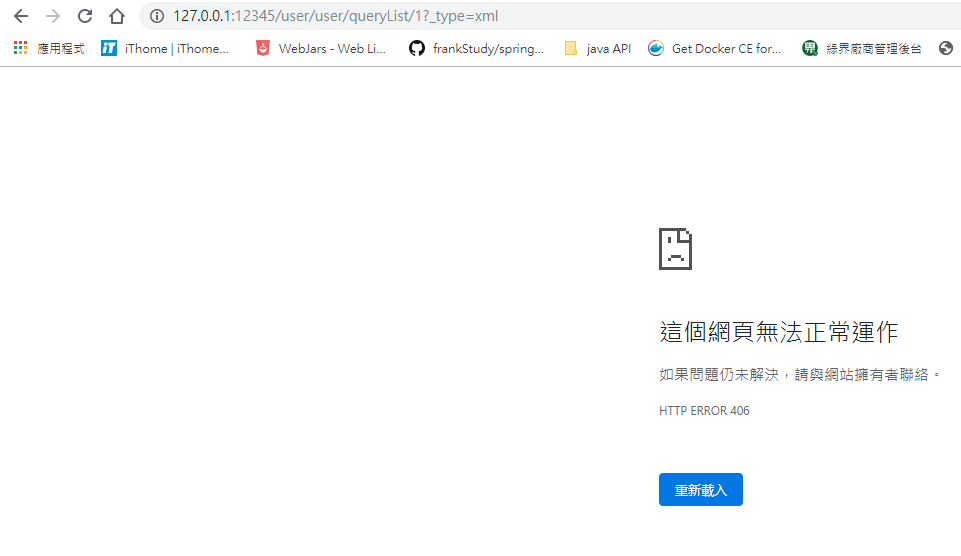 127.0.0.1:12345/user/user/queryList/1?_type=xml
應用程式 iT iThome | iThome... WebJars - Web Li... frankStudy/spring... java API Get Docker CE for... 綠界廠商管理後台
這個網頁無法正常運作
如果問題仍未解決，請與網站擁有者聯絡。
HTTP ERROR 406
重新載入